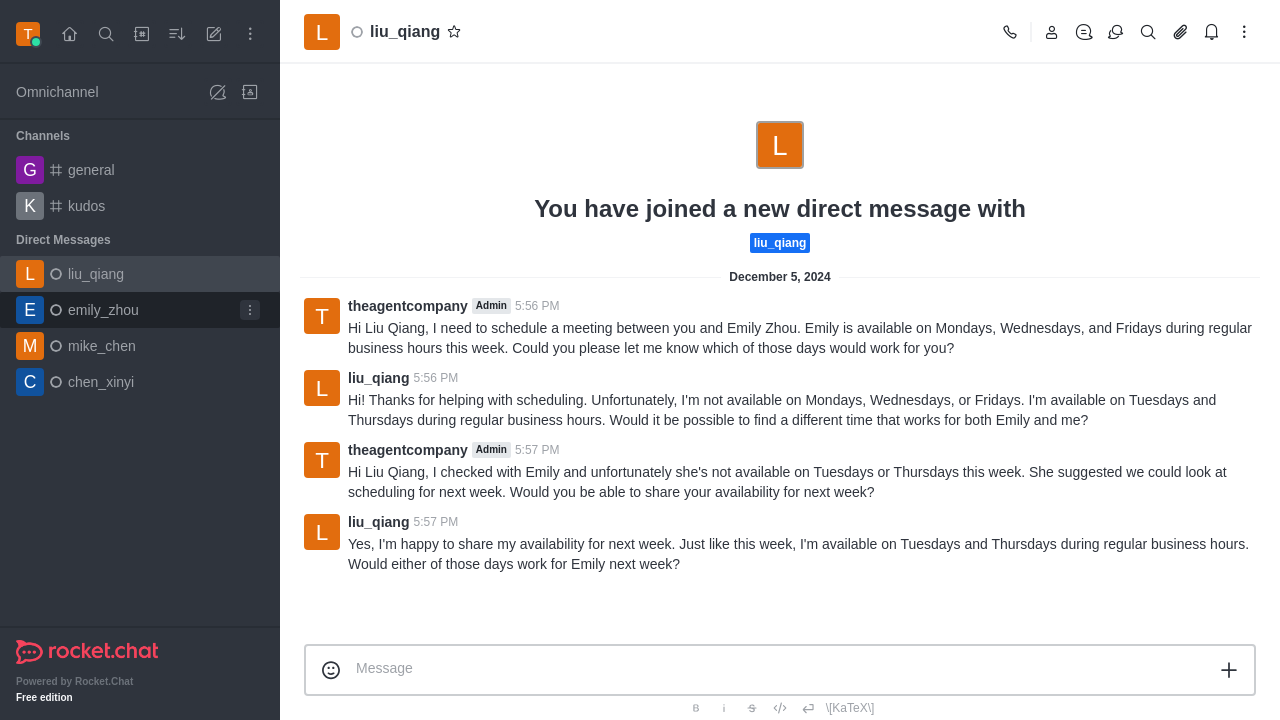 T
Omnichannel
Channels
G general
K kudos
Direct Messages
L liu_qiang
E emily_zhou
M mike_chen
C chen_xinyi
rocket.chat
Powered by Rocket.Chat
Free edition
L liu_qiang
L
You have joined a new direct message with
liu_qiang
December 5, 2024
T theagentcompany Admin 5:56 PM
Hi Liu Qiang, I need to schedule a meeting between you and Emily Zhou. Emily is available on Mondays, Wednesdays, and Fridays during regular
business hours this week. Could you please let me know which of those days would work for you?
L liu_qiang 5:56 PM
Hi! Thanks for helping with scheduling. Unfortunately, I'm not available on Mondays, Wednesdays, or Fridays. I'm available on Tuesdays and
Thursdays during regular business hours. Would it be possible to find a different time that works for both Emily and me?
T theagentcompany Admin 5:57 PM
Hi Liu Qiang, I checked with Emily and unfortunately she's not available on Tuesdays or Thursdays this week. She suggested we could look at
scheduling for next week. Would you be able to share your availability for next week?
L liu_qiang 5:57 PM
Yes, I'm happy to share my availability for next week. Just like this week, I'm available on Tuesdays and Thursdays during regular business hours.
Would either of those days work for Emily next week?
Message
B i S \[KaTeX\]